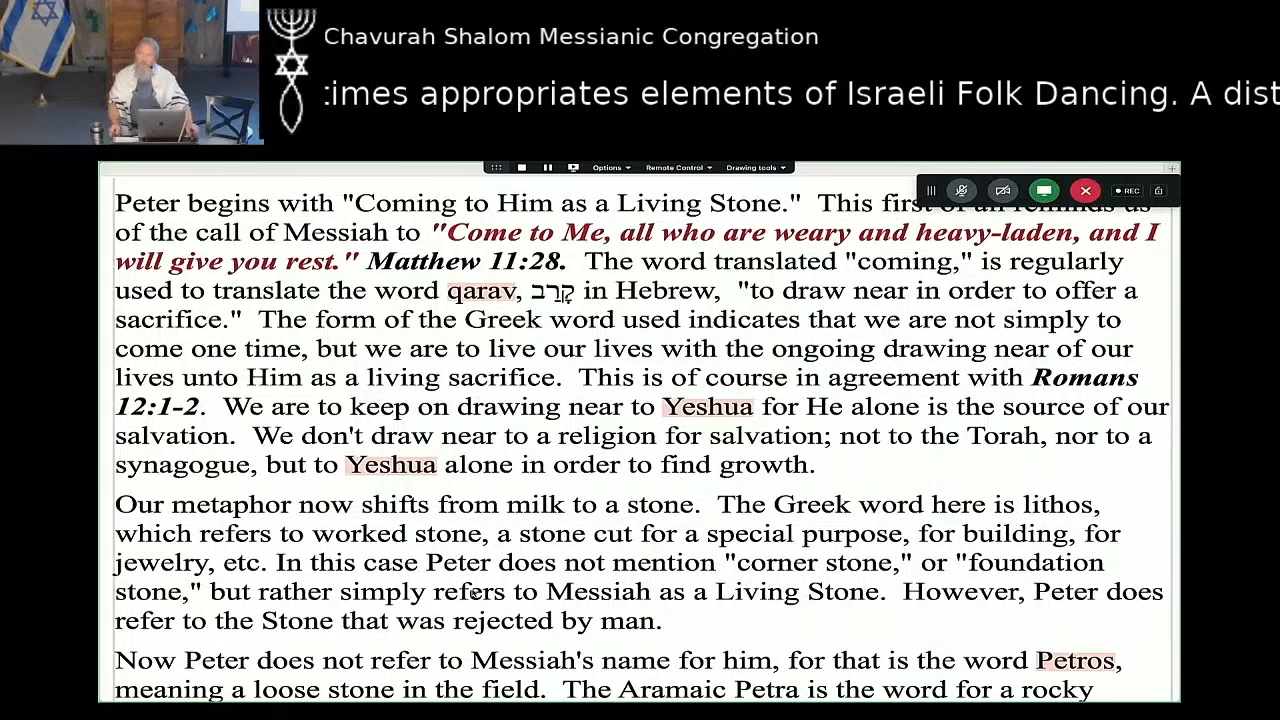 Chavurah Shalom Messianic Congregation
times appropriates elements of Israeli Folk Dancing. A dist
Options Remote Control Drawing tools
REC
Peter begins with "Coming to Him as a Living Stone." This first of all reminds us
of the call of Messiah to "Come to Me, all who are weary and heavy-laden, and I
will give you rest." Matthew 11:28. The word translated "coming," is regularly
used to translate the word qarav, קָרַב in Hebrew, "to draw near in order to offer a
sacrifice." The form of the Greek word used indicates that we are not simply to
come one time, but we are to live our lives with the ongoing drawing near of our
lives unto Him as a living sacrifice. This is of course in agreement with Romans
12:1-2. We are to keep on drawing near to Yeshua for He alone is the source of our
salvation. We don't draw near to a religion for salvation; not to the Torah, nor to a
synagogue, but to Yeshua alone in order to find growth.
Our metaphor now shifts from milk to a stone. The Greek word here is lithos,
which refers to worked stone, a stone cut for a special purpose, for building, for
jewelry, etc. In this case Peter does not mention "corner stone," or "foundation
stone," but rather simply refers to Messiah as a Living Stone. However, Peter does
refer to the Stone that was rejected by man.
Now Peter does not refer to Messiah's name for him, for that is the word Petros,
meaning a loose stone in the field. The Aramaic Petra is the word for a rocky